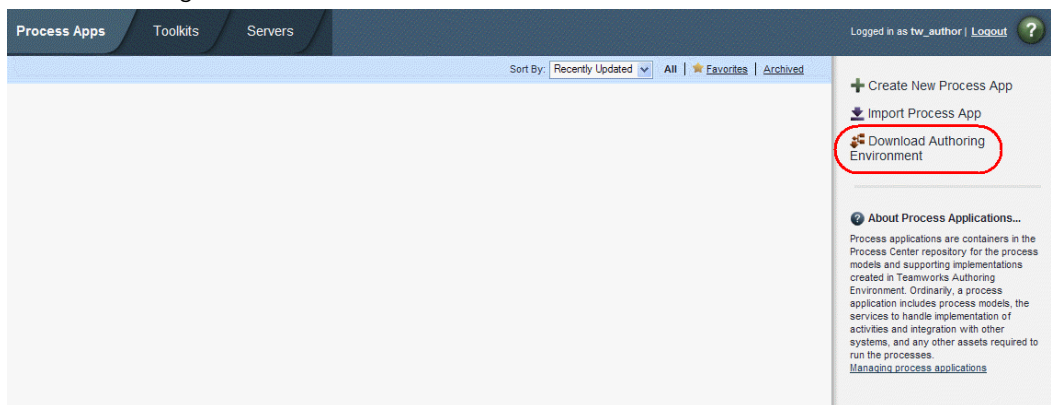 Process Apps Toolkits Servers Logged in as tw_author | Logout ?
Sort By: Recently Updated All | Favorites | Archived
Create New Process App
Import Process App
Download Authoring
Environment
? About Process Applications...
Process applications are containers in the
Process Center repository for the process
models and supporting implementations
created in Teamworks Authoring
Environment. Ordinarily, a process
application includes process models, the
services to handle implementation of
activities and integration with other
systems, and any other assets required to
run the processes.
Managing process applications